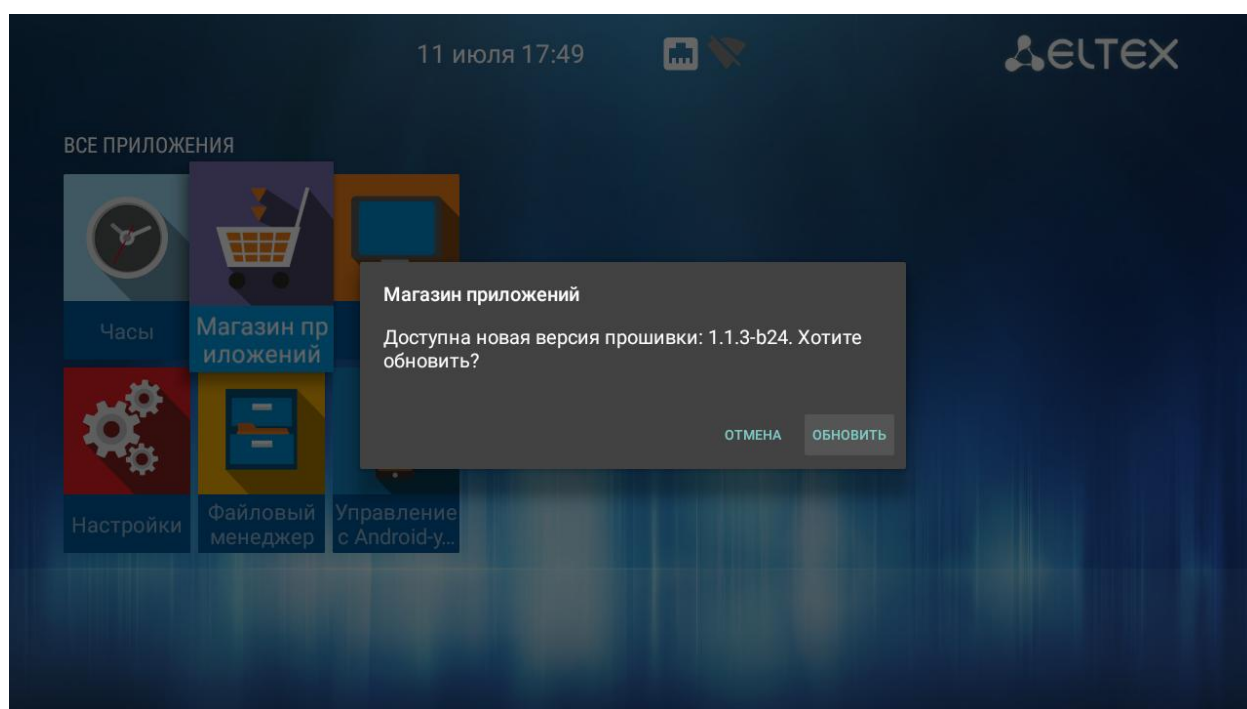 11 июля 17:49
ELTEX
ВСЕ ПРИЛОЖЕНИЯ
Часы
Магазин пр
иложений
Магазин приложений
Доступна новая версия прошивки: 1.1.3-b24. Хотите
обновить?
ОТМЕНА ОБНОВИТЬ
Настройки
Файловый
менеджер
Управление
с Android-у...